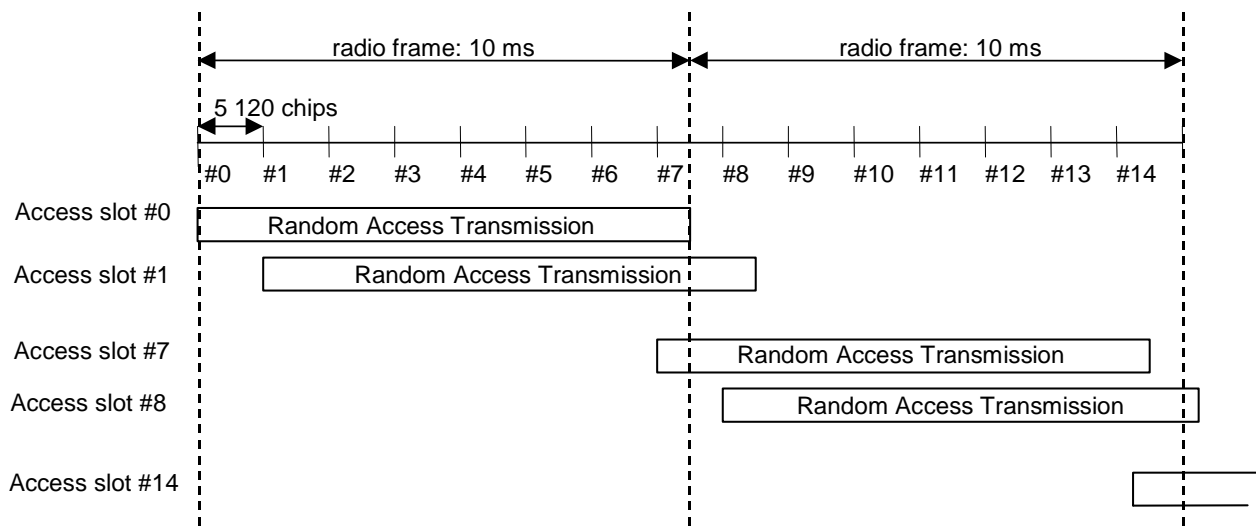 radio frame: 10 ms radio frame: 10 ms
5 120 chips
#0 #1 #2 #3 #4 #5 #6 #7 #8 #9 #10 #11 #12 #13 #14
Access slot #0 Random Access Transmission
Access slot #1 Random Access Transmission
Access slot #7 Random Access Transmission
Access slot #8 Random Access Transmission
Access slot #14